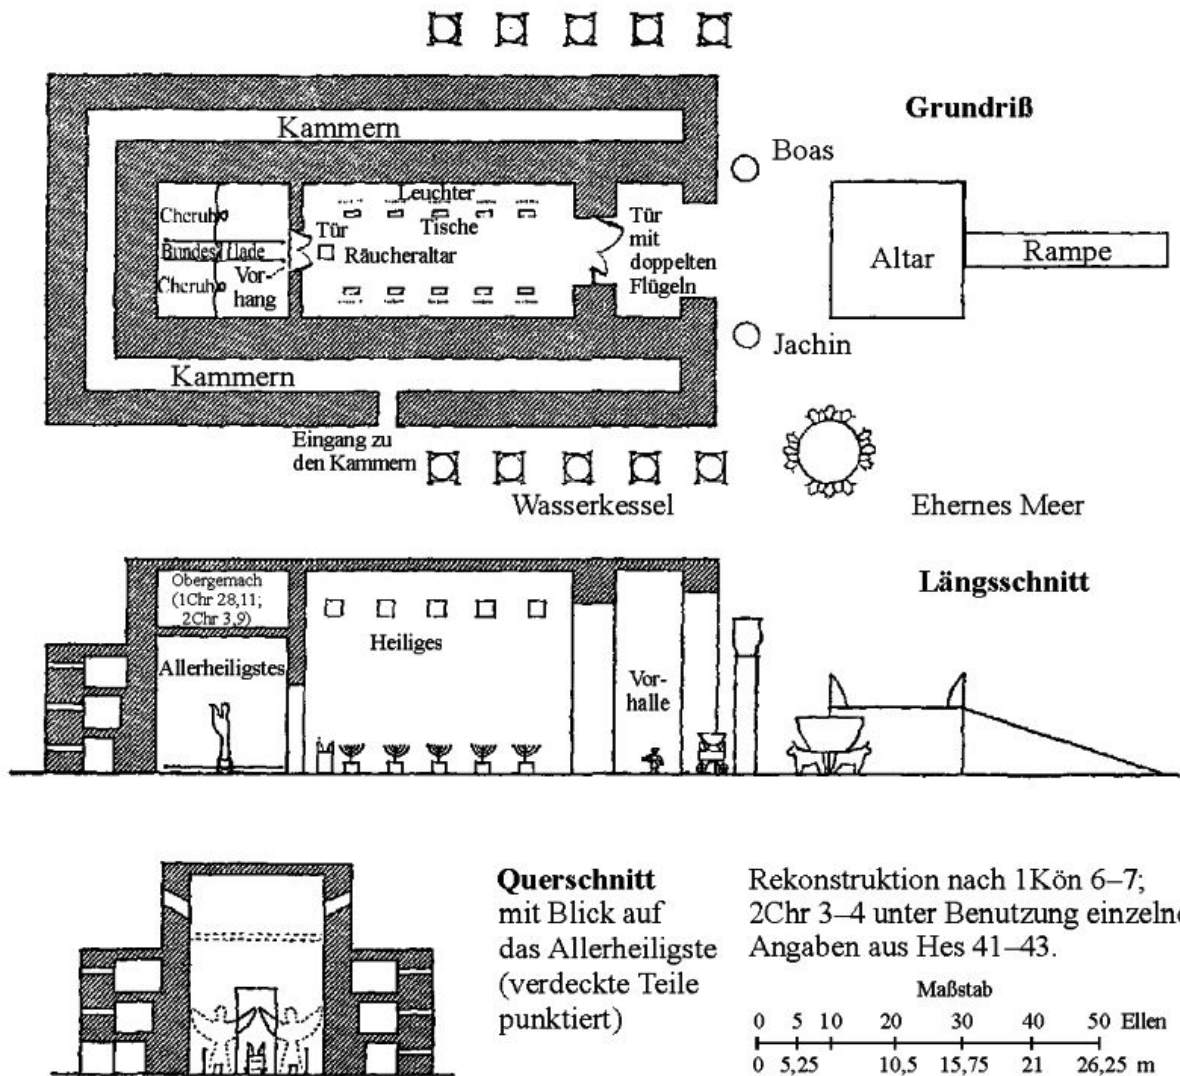 Grundriß
Kammern
Boas
Leuchter
Cherub
Tür
Tische
Tür
mit
doppelten
Flügeln
Bundes lade
Räucheraltar
Altar
Rampe
Cherub
Vor-
hang
Jachin
Kammern
Eingang zu
den Kammern
Wasserkessel
Ehernes Meer
Längsschnitt
Obergemach
(1Chr 28,11;
2Chr 3,9)
Heiliges
Allerheiligstes
Vor-
halle
Querschnitt
mit Blick auf
das Allerheiligste
(verdeckte Teile
punktiert)
Rekonstruktion nach 1Kön 6–7;
2Chr 3–4 unter Benutzung einzelne
Angaben aus Hes 41–43.
Maßstab
0 5 10 20 30 40 50 Ellen
0 5,25 10,5 15,75 21 26,25 m